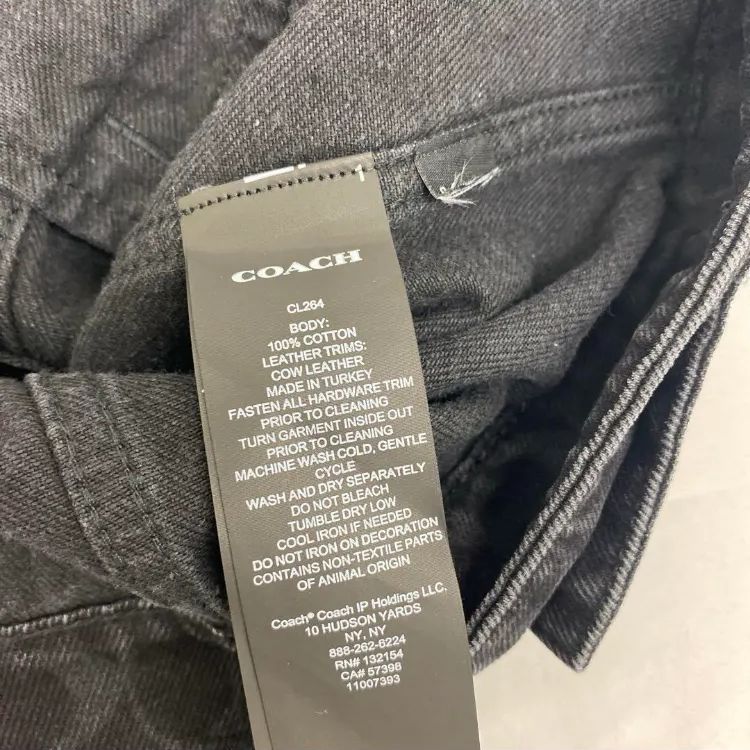 1
COACH
CL264
BODY:
100% COTTON
LEATHER TRIMS:
COW LEATHER
MADE IN TURKEY
FASTEN ALL HARDWARE TRIM
PRIOR TO CLEANING
TURN GARMENT INSIDE OUT
PRIOR TO CLEANING
MACHINE WASH COLD, GENTLE
CYCLE
WASH AND DRY SEPARATELY
DO NOT BLEACH
TUMBLE DRY LOW
COOL IRON IF NEEDED
DO NOT IRON ON DECORATION
CONTAINS NON-TEXTILE PARTS
OF ANIMAL ORIGIN
Coach® Coach IP Holdings LLC.
10 HUDSON YARDS
NY, NY
888-262-6224
RN# 132154
CA# 57398
11007393